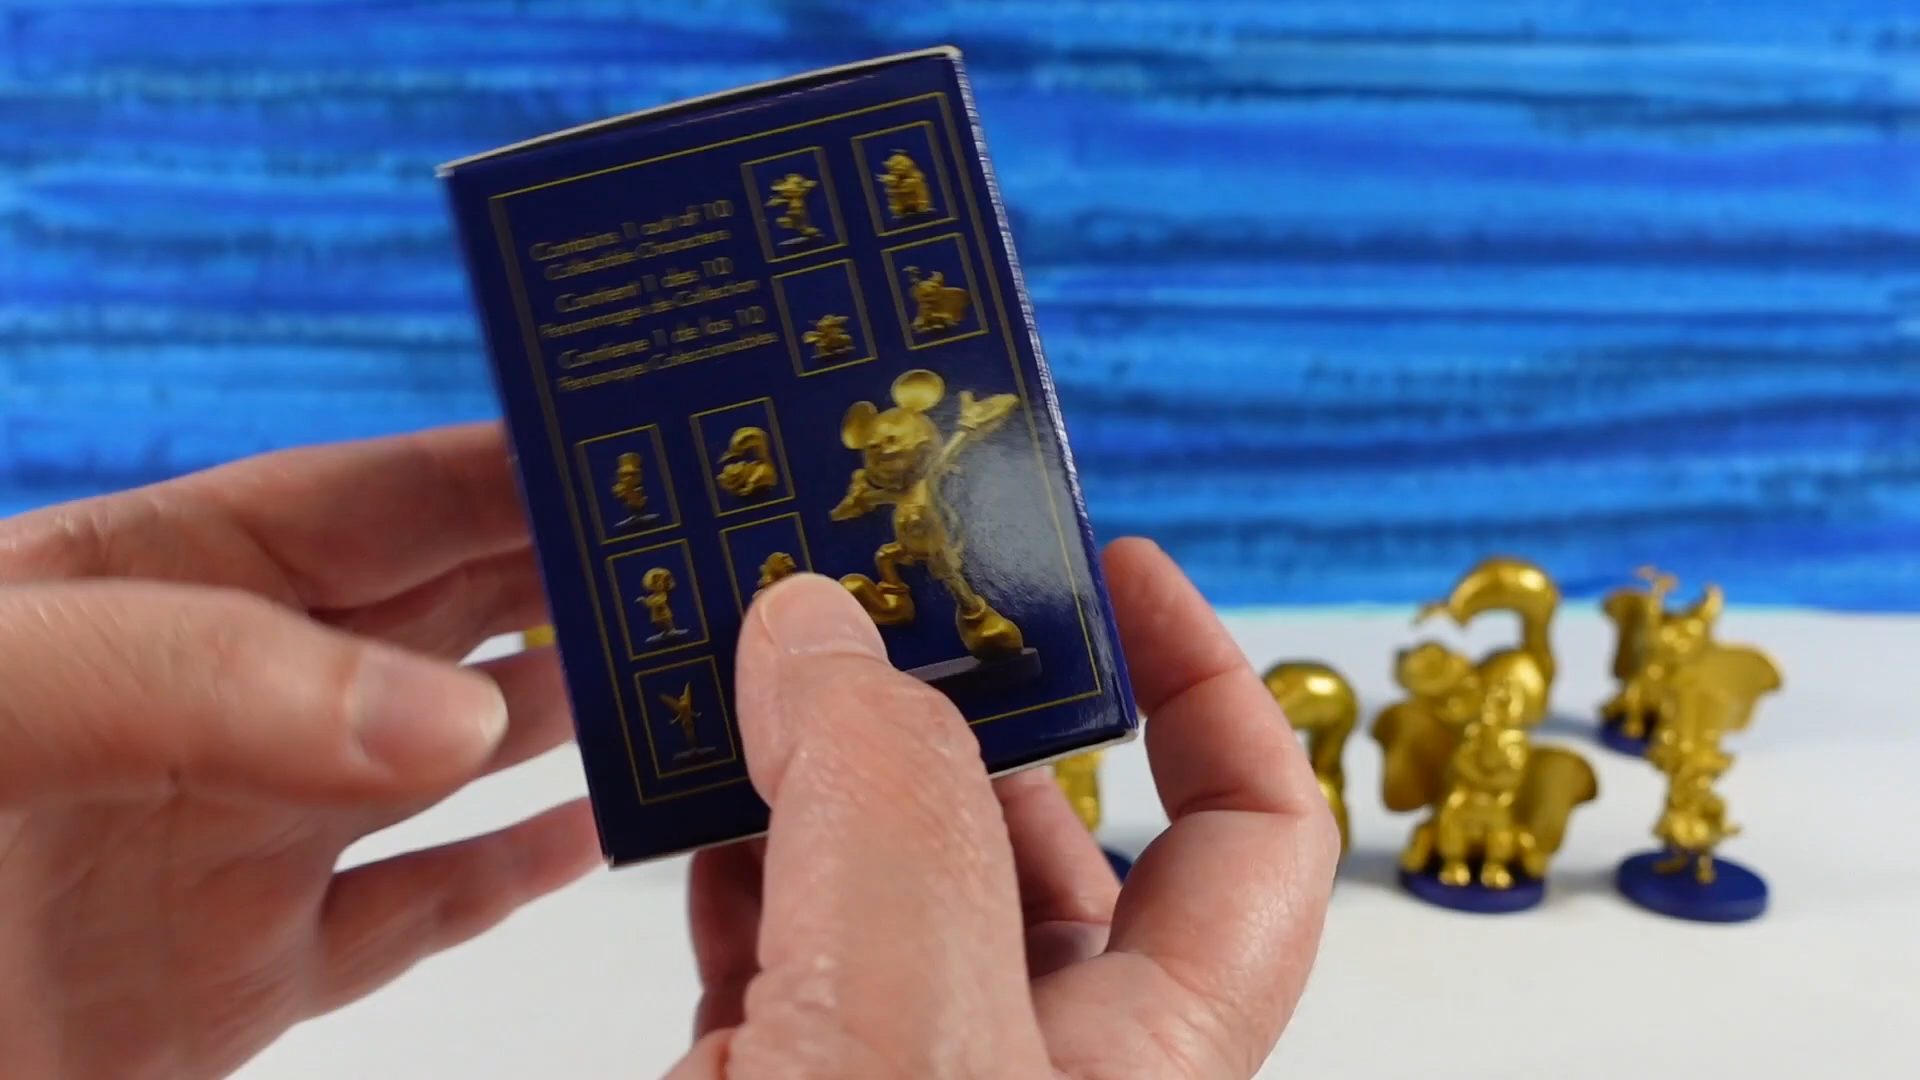 Contains 1 out of 10
Collectible Characters
Contient 1 des 10
Personnages de Collection
Contiene 1 de los 10
Personajes Coleccionables